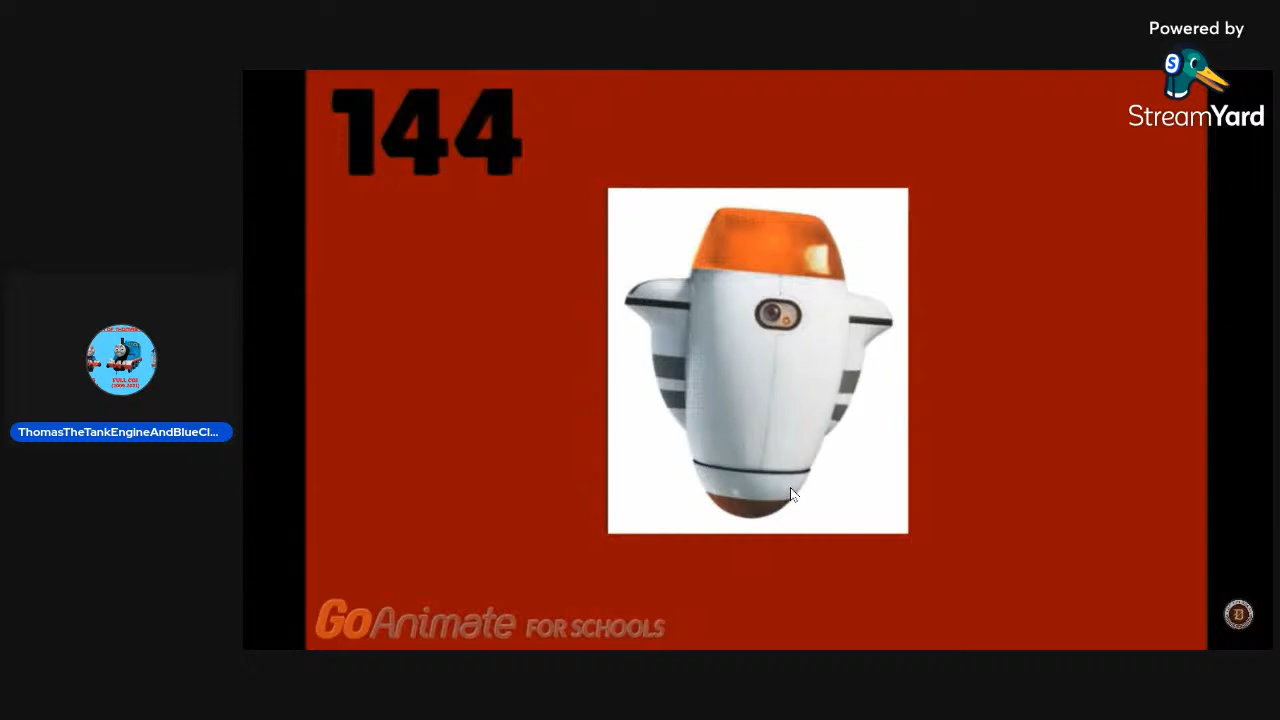 Powered by
StreamYard
144
ThomasTheTankEngineAndBlueCl...
GoAnimate FOR SCHOOLS